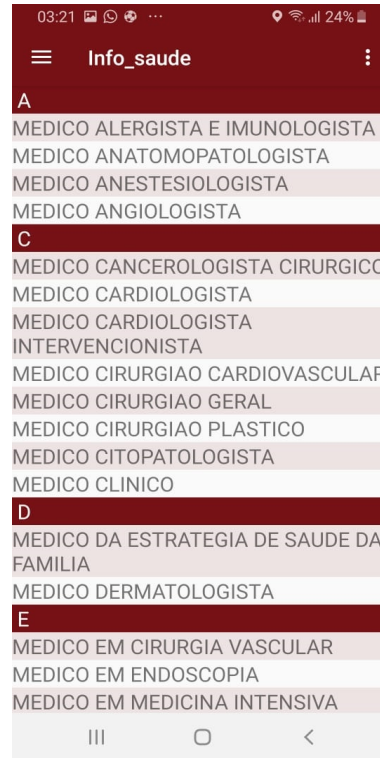 03:21 24%
Info_saude
A
MEDICO ALERGISTA E IMUNOLOGISTA
MEDICO ANATOMOPATOLOGISTA
MEDICO ANESTESIOLOGISTA
MEDICO ANGIOLOGISTA
C
MEDICO CANCEROLOGISTA CIRURGICO
MEDICO CARDIOLOGISTA
MEDICO CARDIOLOGISTA
INTERVENCIONISTA
MEDICO CIRURGIAO CARDIOVASCULAR
MEDICO CIRURGIAO GERAL
MEDICO CIRURGIAO PLASTICO
MEDICO CITOPATOLOGISTA
MEDICO CLINICO
D
MEDICO DA ESTRATEGIA DE SAUDE DA
FAMILIA
MEDICO DERMATOLOGISTA
E
MEDICO EM CIRURGIA VASCULAR
MEDICO EM ENDOSCOPIA
MEDICO EM MEDICINA INTENSIVA